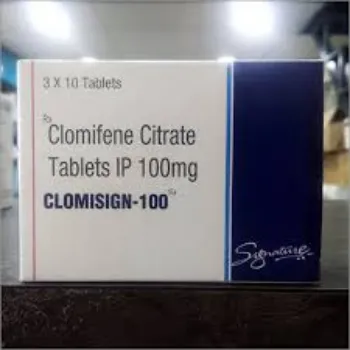 3 X 10 Tablets
Clomifene Citrate
Tablets IP 100mg
CLOMISIGN-100
Signature